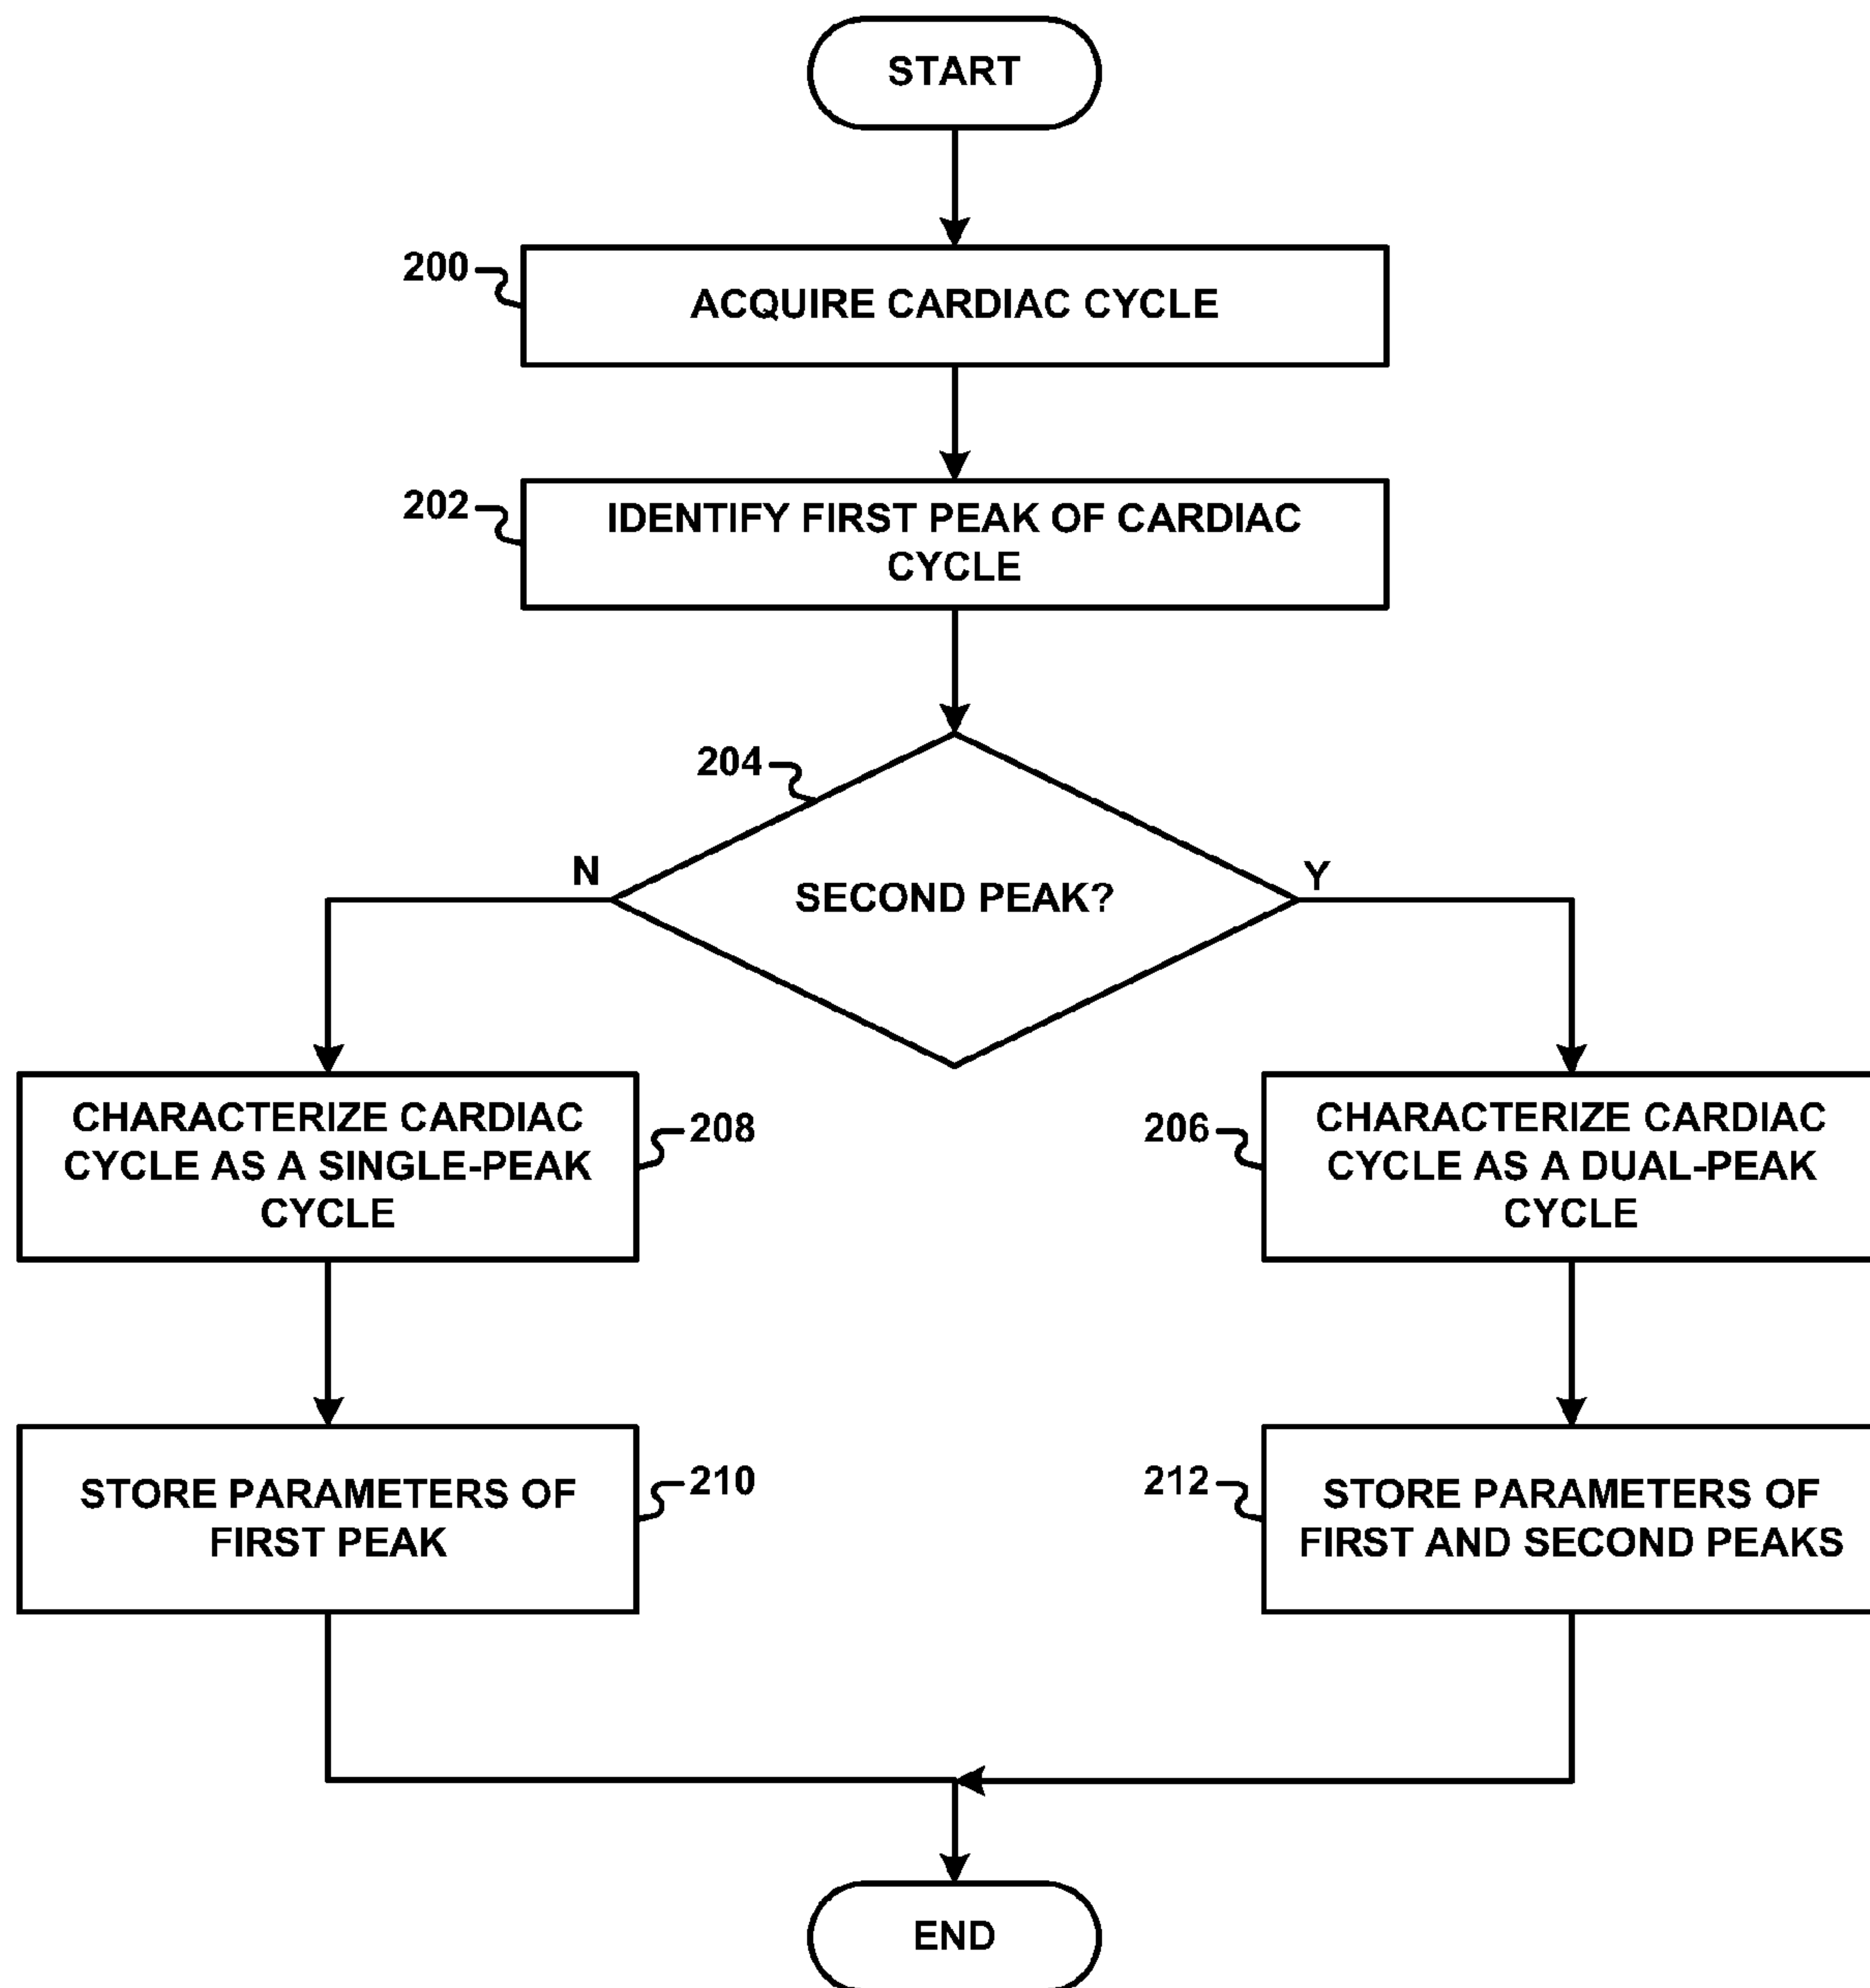 START
200
ACQUIRE CARDIAC CYCLE
202
IDENTIFY FIRST PEAK OF CARDIAC
CYCLE
204
SECOND PEAK?
N
Y
CHARACTERIZE CARDIAC
CYCLE AS A SINGLE-PEAK
CYCLE
208
206
CHARACTERIZE CARDIAC
CYCLE AS A DUAL-PEAK
CYCLE
STORE PARAMETERS OF
FIRST PEAK
210
212
STORE PARAMETERS OF
FIRST AND SECOND PEAKS
END